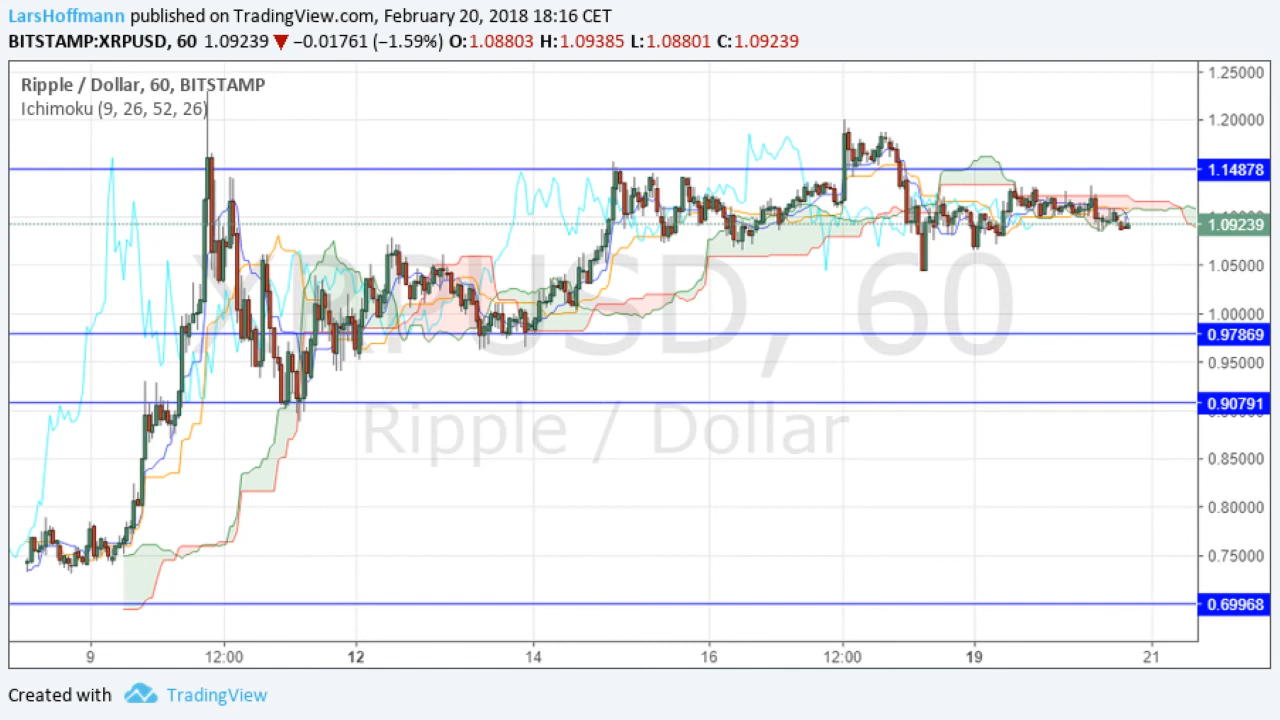 LarsHoffmann published on TradingView.com, February 20, 2018 18:16 CET
BITSTAMP:XRPUSD, 60 1.09239 ▼ −0.01761 (−1.59%) O:1.08803 H:1.09385 L:1.08801 C:1.09239
Ripple / Dollar, 60, BITSTAMP
Ichimoku (9, 26, 52, 26)
XRPUSD, 60
Ripple / Dollar
1.25000
1.20000
1.14878
1.09239
1.05000
1.00000
0.97869
0.95000
0.90791
0.85000
0.80000
0.75000
0.69968
9 12:00 12 14 16 12:00 19 21
Created with TradingView